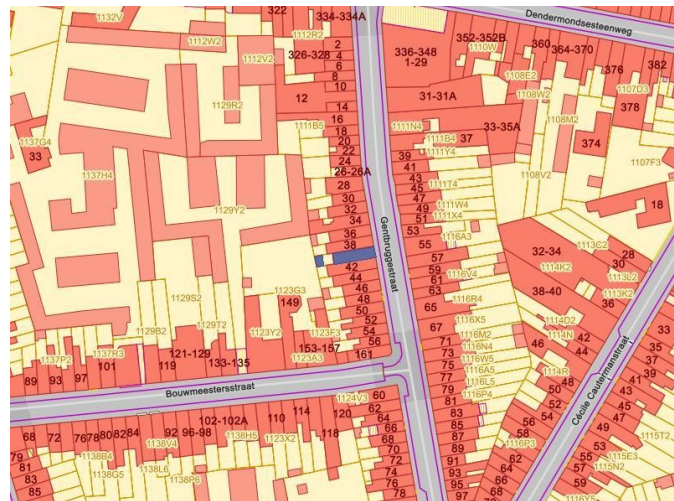 1132V
322
334-334A
1112R2
1112W2
326-328
1112V2
2
4
6
8
10
12
14
1129R2
16
1111B5
18
20
22
24
26-26A
28
30
32
34
36
38
42
44
46
48
50
52
54
56
161
Gentbruggestraat
Dendermondsesteenweg
336-348
1-29
352-352B
1110W
360
364-370
376
382
1108E2
1107D3
1108W2
378
31-31A
1108M2
33-35A
1111N4
1111B4
37
1111Y4
374
39
41
1107F3
1108V2
43
1111T4
45
47
1111W4
49
51
1111X4
53
1116A3
55
18
57
59
1116V4
61
63
1116R4
65
1116X5
67
1116M2
71
1116N4
73
1116W5
75
1116A5
77
1116L5
79
1116P4
81
83
85
87
89
91
93
95
97
32-34
1114K2
1113C2
28
30
1113L2
1113K2
36
38-40
1114D2
1114N
42
44
46
1114R
48
50
52
54
56
58
1116P3
62
64
66
68
Cécile Cautermanstraat
33
35
37
39
41
43
45
47
49
1115T2
53
55
1115E3
1115N2
57
59
1116Y5
1137G4
33
1137H4
1129Y2
1129S2
1129T2
1129B2
1123G3
149
1123Y2
1123F3
1123A3
153-157
1137P2
1137R3
89
93
97
101
119
121-129
133-135
Bouwmeestersstraat
68
72
76
78
80
82
84
92
96-98
102-102A
110
114
118
120
1124V3
60
62
64
66
68
70
72
74
76
78
79
81
83
85
1138B4
1138G5
1138L6
1138V4
1138P6
1138H5
1123X2